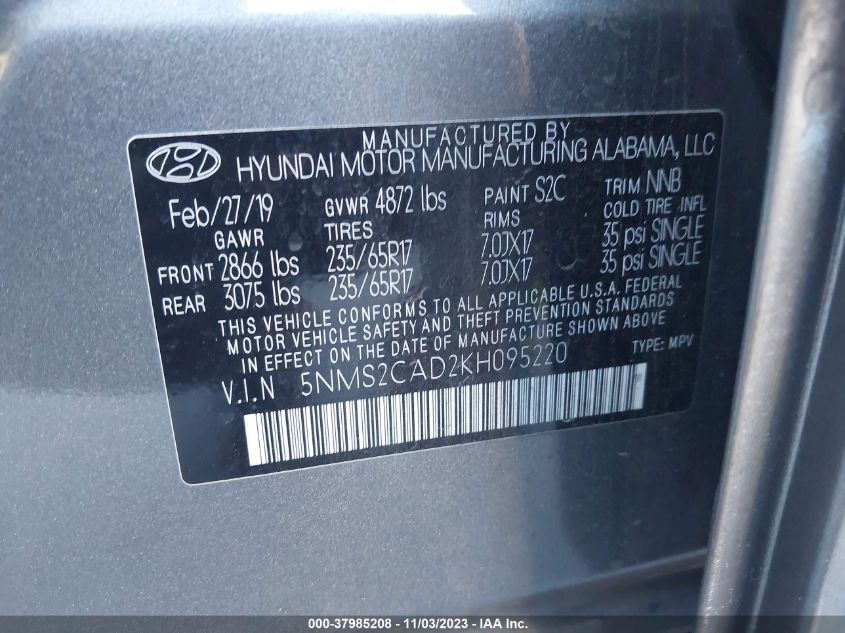 MANUFACTURED BY
HYUNDAI MOTOR MANUFACTURING ALABAMA, LLC
Feb/27/19 GVWR 4872 lbs PAINT S2C TRIM NNB
GAWR TIRES RIMS COLD TIRE INFL
FRONT 2866 lbs 235/65R17 7.0JX17 35 psi SINGLE
REAR 3075 lbs 235/65R17 7.0JX17 35 psi SINGLE
THIS VEHICLE CONFORMS TO ALL APPLICABLE U.S.A. FEDERAL
MOTOR VEHICLE SAFETY AND THEFT PREVENTION STANDARDS
IN EFFECT ON THE DATE OF MANUFACTURE SHOWN ABOVE
V.I.N 5NMS2CAD2KH095220 TYPE: MPV
000-37985208 - 11/03/2023 - Copyright © IAA, Inc.